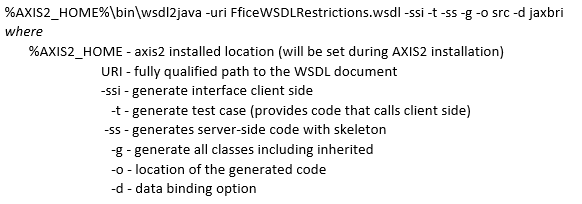 %AXIS2_HOME%\bin\wsdl2java -uri FficeWSDLRestrictions.wsdl -ssi -t -ss -g -o src -d jaxbri
where
%AXIS2_HOME - axis2 installed location (will be set during AXIS2 installation)
URI - fully qualified path to the WSDL document
-ssi - generate interface client side
-t - generate test case (provides code that calls client side)
-ss - generates server-side code with skeleton
-g - generate all classes including inherited
-o - location of the generated code
-d - data binding option